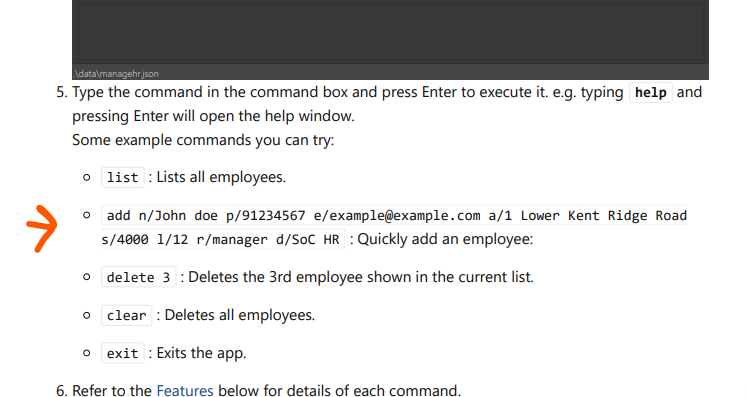 .\data\managehr.json
5. Type the command in the command box and press Enter to execute it. e.g. typing help and
pressing Enter will open the help window.
Some example commands you can try:
list : Lists all employees.
add n/John doe p/91234567 e/example@example.com a/1 Lower Kent Ridge Road
s/4000 l/12 r/manager d/SoC HR : Quickly add an employee:
delete 3 : Deletes the 3rd employee shown in the current list.
clear : Deletes all employees.
exit : Exits the app.
6. Refer to the Features below for details of each command.